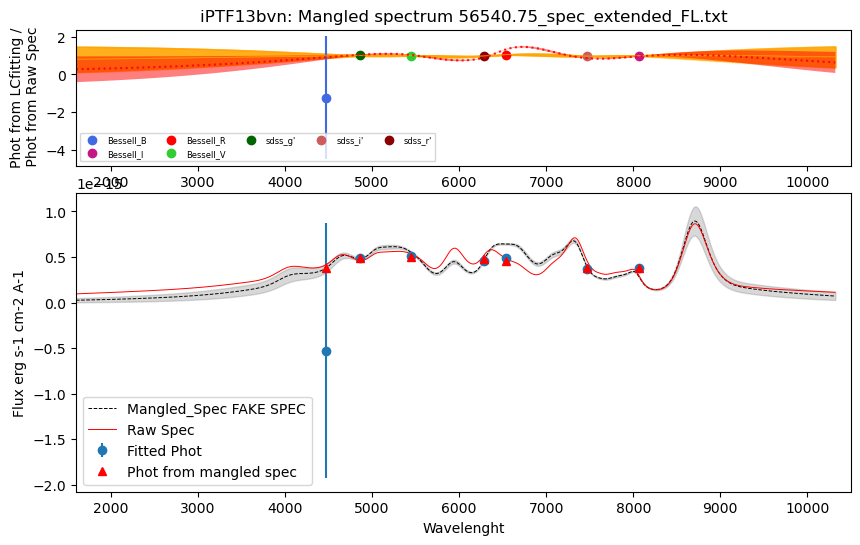 iPTF13bvn: Mangled spectrum 56540.75_spec_extended_FL.txt
Phot from LCfitting /
Phot from Raw Spec
2
0
−2
−4
Bessell_B
Bessell_R
sdss_g'
sdss_i'
sdss_r'
Bessell_I
Bessell_V
2000 3000 4000 5000 6000 7000 8000 9000 10000
1e−15
Flux erg s-1 cm-2 A-1
1.0
0.5
0.0
−0.5
−1.0
−1.5
−2.0
Mangled_Spec FAKE SPEC
Raw Spec
Fitted Phot
Phot from mangled spec
2000 3000 4000 5000 6000 7000 8000 9000 10000
Wavelenght